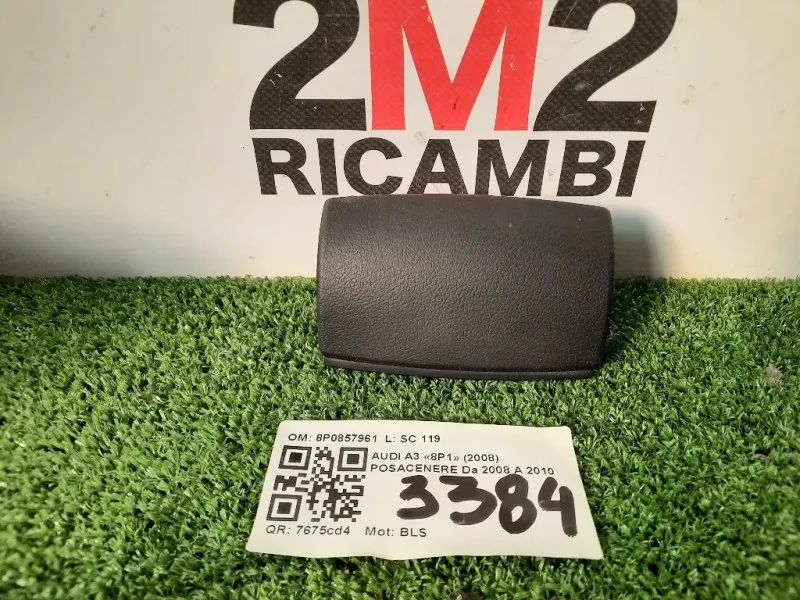 2M2
RICAMBI
OM: 8P0857961 L: SC 119
AUDI A3 «8P1» (2008)
POSACENERE Da 2008 A 2010
3384
QR: 7675cd4 Mot: BLS